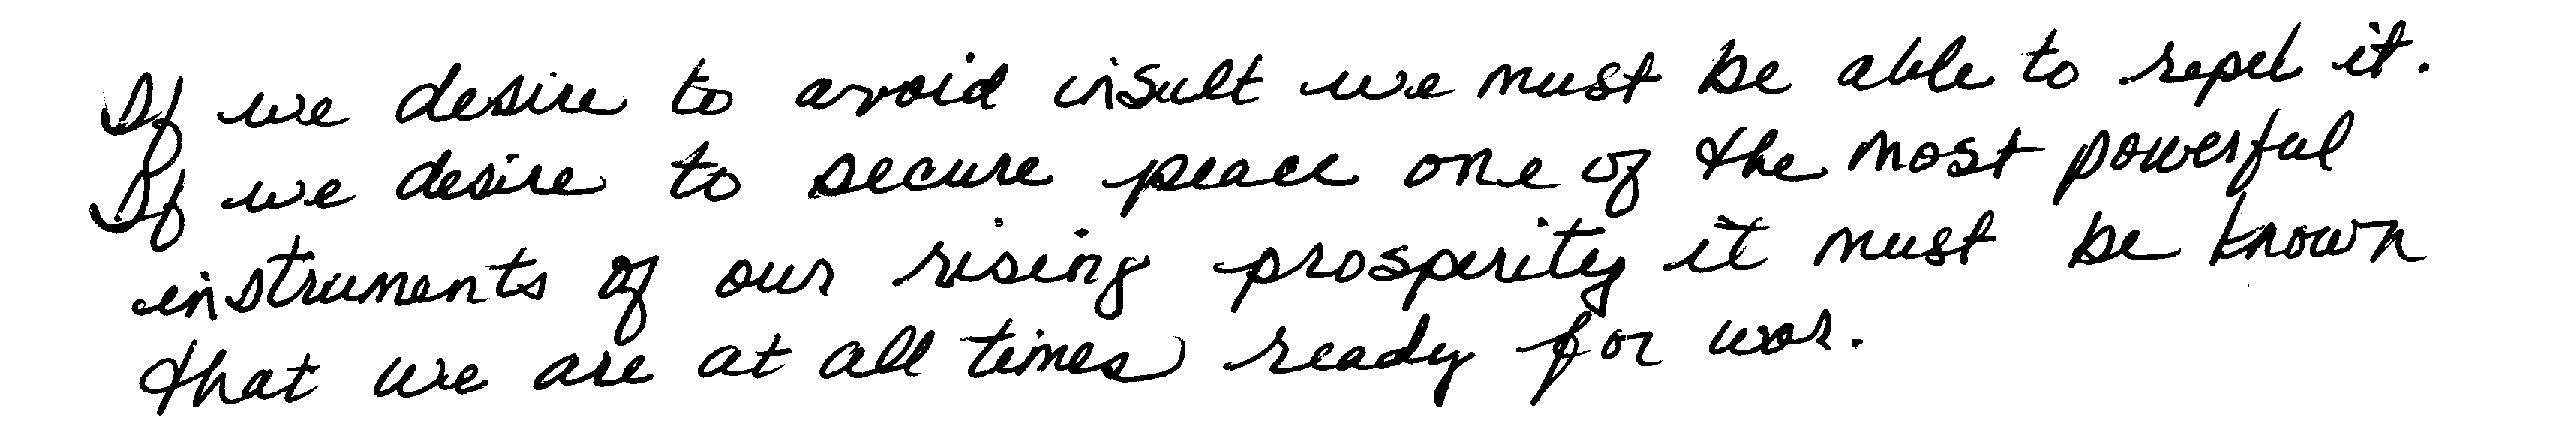 If we desire to avoid insult we must be able to repel it.
If we desire to secure peace one of the most powerful
instruments of our rising prosperity it must be known
that we are at all times ready for war.